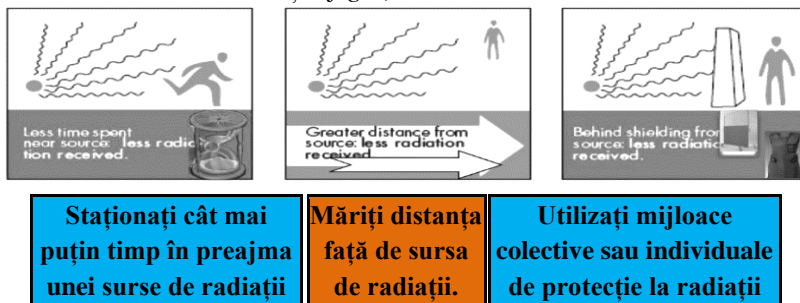 Less time spent
near source: less radia
tion received.
Greater distance from
source: less radiation
received
Behind shielding from
source: less radiatio
received.
Staționați cât mai
puțin timp în preajma
unei surse de radiații
Măriți distanța
față de sursa
de radiații.
Utilizați mijloace
colective sau individuale
de protecție la radiații